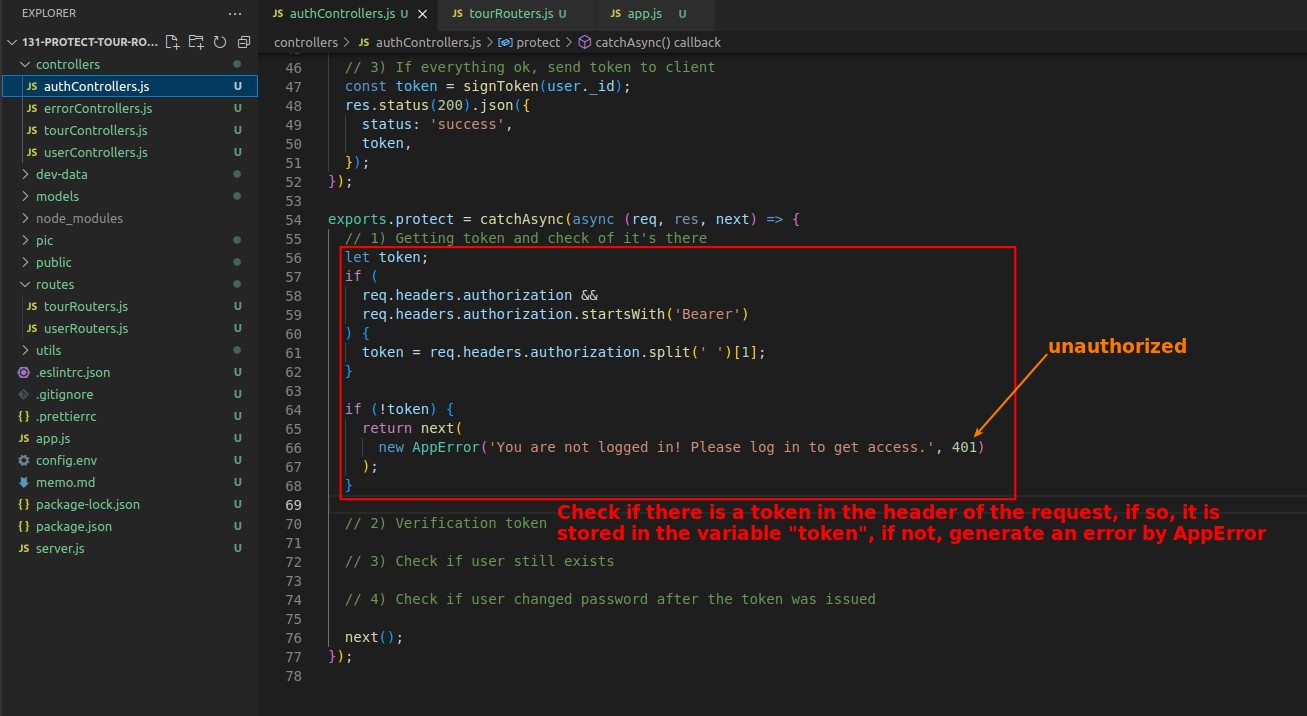 EXPLORER ...
131-PROTECT-TOUR-RO...
controllers
JS authControllers.js U
JS errorControllers.js U
JS tourControllers.js U
JS userControllers.js U
dev-data
models
node_modules
pic
public
routes
JS tourRouters.js U
JS userRouters.js U
utils
.eslintrc.json U
.gitignore U
{} .prettierrc U
JS app.js U
config.env U
memo.md U
{} package-lock.json U
{} package.json U
JS server.js U
JS authControllers.js U
JS tourRouters.js U
JS app.js U
controllers > JS authControllers.js > protect > catchAsync() callback
46 // 3) If everything ok, send token to client
47 const token = signToken(user._id);
48 res.status(200).json({
49 status: 'success',
50 token,
51 });
52 });
53
54 exports.protect = catchAsync(async (req, res, next) => {
55 // 1) Getting token and check of it's there
56 let token;
57 if (
58 req.headers.authorization &&
59 req.headers.authorization.startsWith('Bearer')
60 ) {
61 token = req.headers.authorization.split(' ')[1];
62 }
63
64 if (!token) {
65 return next(
66 new AppError('You are not logged in! Please log in to get access.', 401)
67 );
68 }
69
70 // 2) Verification token
71
72 // 3) Check if user still exists
73
74 // 4) Check if user changed password after the token was issued
75
76 next();
77 });
78
unauthorized
Check if there is a token in the header of the request, if so, it is
stored in the variable "token", if not, generate an error by AppError